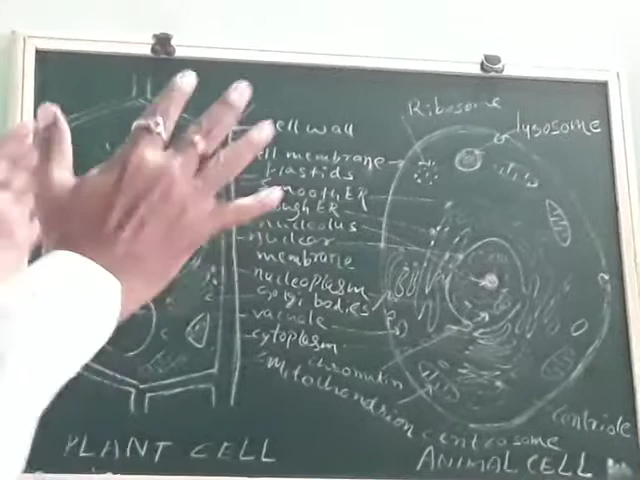 Ribosome
lysosome
cell wall
cell membrane
plastids
smooth ER
rough ER
nucleolus
nuclear
membrane
nucleoplasm
Golgi bodies
vacuole
cytoplasm
chromatin
Mitochondrion
centrosome
centriole
PLANT CELL
ANIMAL CELL